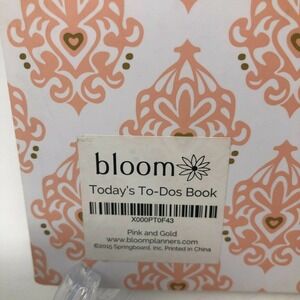 bloom
Today's To-Dos Book
X000PT0F43
Pink and Gold
www.bloomplanners.com
©2015 Springboard, Inc. Printed in China